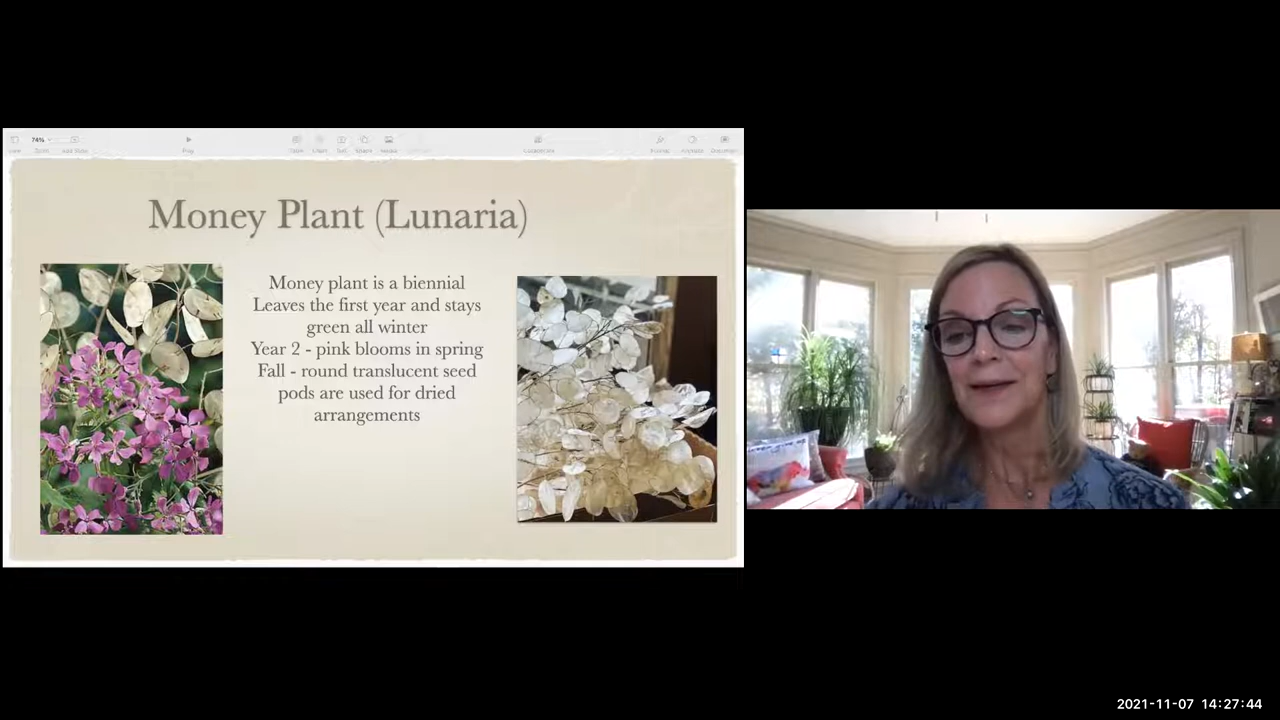 74%
Play
Money Plant (Lunaria)
Money plant is a biennial
Leaves the first year and stays
green all winter
Year 2 - pink blooms in spring
Fall - round translucent seed
pods are used for dried
arrangements
2021-11-07 14:27:44